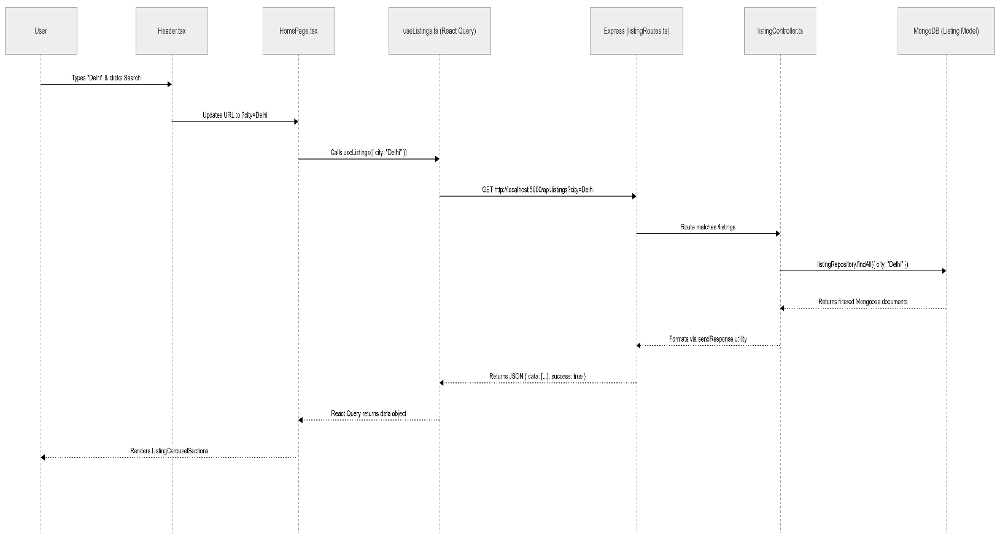 User
Header.tsx
HomePage.tsx
useListings.ts (React Query)
Express (listingRoutes.ts)
listingController.ts
MongoDB (Listing Model)
Types "Delhi" & clicks Search
Updates URL to ?city=Delhi
Calls useListings({ city: "Delhi" })
GET http://localhost:5000/api/listings?city=Delhi
Route matches /listings
listingRepository.findAll({ city: "Delhi" })
Returns filtered Mongoose documents
Formats via sendResponse utility
Returns JSON { data: [...], success: true }
React Query returns data object
Renders ListingCarouselSections